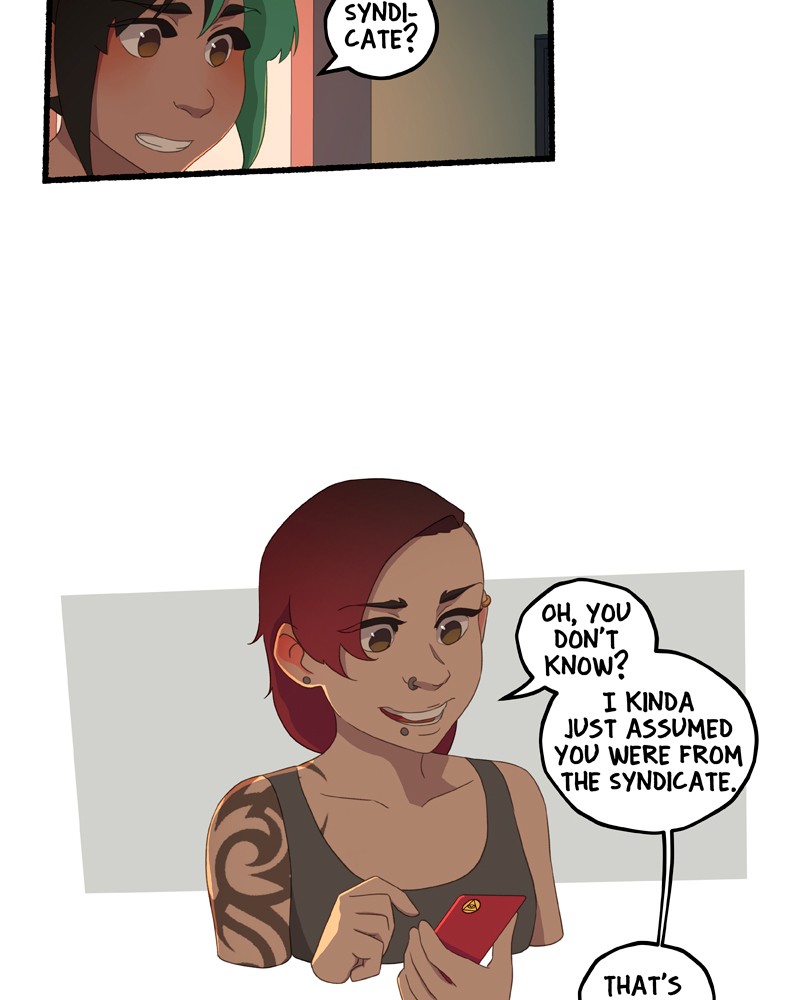 SYNDI-
CATE?
OH, YOU
DON'T
KNOW?
I KINDA
JUST ASSUMED
YOU WERE FROM
THE SYNDICATE.
THAT'S